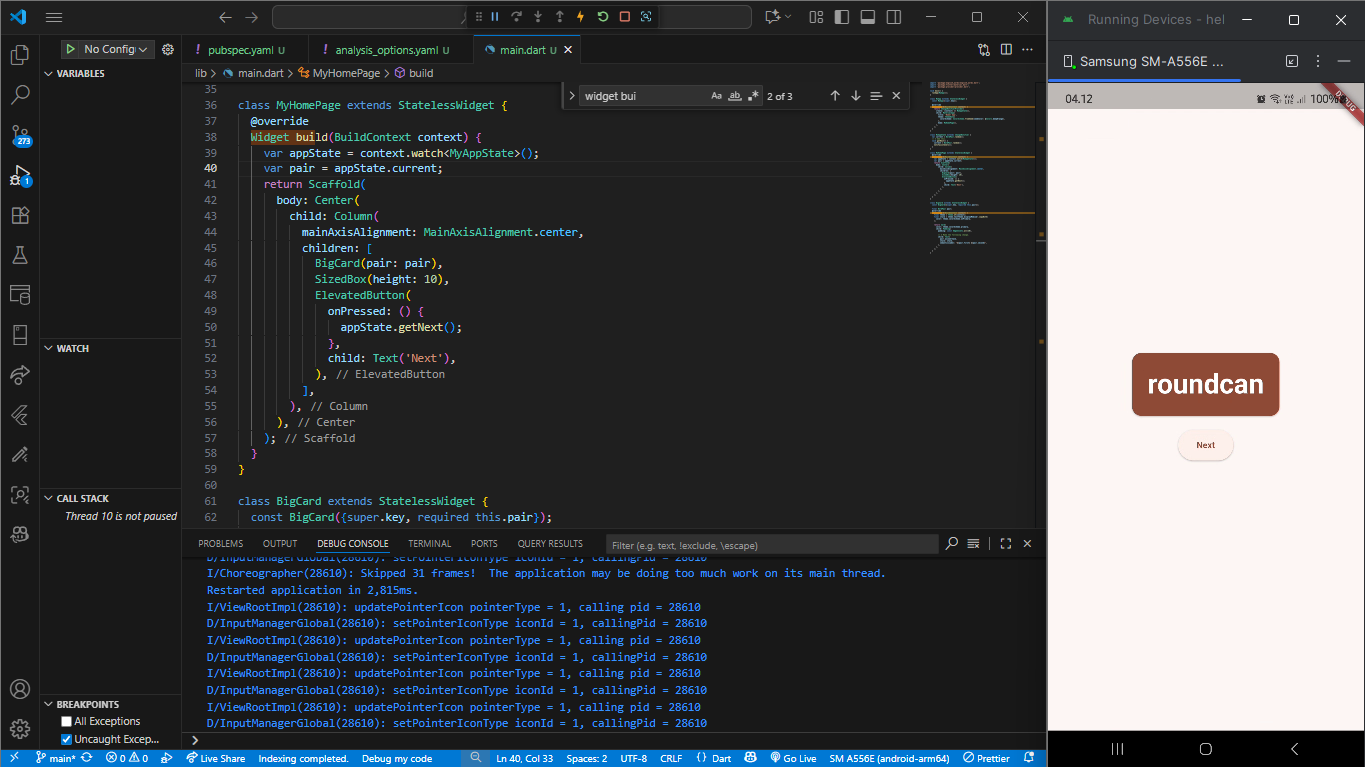 Running Devices - hel
No Config
pubspec.yaml U
analysis_options.yaml U
main.dart U
Samsung SM-A556E ...
VARIABLES
lib > main.dart > MyHomePage > build
widget bui
Aa ab .*
2 of 3
04.12
100%
DEBUG
35
36 class MyHomePage extends StatelessWidget {
37 @override
38 Widget build(BuildContext context) {
39 var appState = context.watch<MyAppState>();
40 var pair = appState.current;
41 return Scaffold(
42 body: Center(
43 child: Column(
44 mainAxisAlignment: MainAxisAlignment.center,
45 children: [
46 BigCard(pair: pair),
47 SizedBox(height: 10),
48 ElevatedButton(
49 onPressed: () {
50 appState.getNext();
51 },
52 child: Text('Next'),
53 ), // ElevatedButton
54 ],
55 ), // Column
56 ), // Center
57 ); // Scaffold
58 }
59 }
60
61 class BigCard extends StatelessWidget {
62 const BigCard({super.key, required this.pair});
273
1
WATCH
CALL STACK
Thread 10 is not paused
BREAKPOINTS
All Exceptions
Uncaught Excep...
roundcan
Next
PROBLEMS OUTPUT DEBUG CONSOLE TERMINAL PORTS QUERY RESULTS
Filter (e.g. text, !exclude, \escape)
D/InputManagerGlobal(28610): setPointerIconType iconId = 1, callingPid = 28610
I/Choreographer(28610): Skipped 31 frames! The application may be doing too much work on its main thread.
Restarted application in 2,815ms.
I/ViewRootImpl(28610): updatePointerIcon pointerType = 1, calling pid = 28610
D/InputManagerGlobal(28610): setPointerIconType iconId = 1, callingPid = 28610
I/ViewRootImpl(28610): updatePointerIcon pointerType = 1, calling pid = 28610
D/InputManagerGlobal(28610): setPointerIconType iconId = 1, callingPid = 28610
I/ViewRootImpl(28610): updatePointerIcon pointerType = 1, calling pid = 28610
D/InputManagerGlobal(28610): setPointerIconType iconId = 1, callingPid = 28610
I/ViewRootImpl(28610): updatePointerIcon pointerType = 1, calling pid = 28610
D/InputManagerGlobal(28610): setPointerIconType iconId = 1, callingPid = 28610
main* 0 0 Live Share Indexing completed. Debug my code Ln 40, Col 33 Spaces: 2 UTF-8 CRLF {} Dart Go Live SM A556E (android-arm64) Prettier